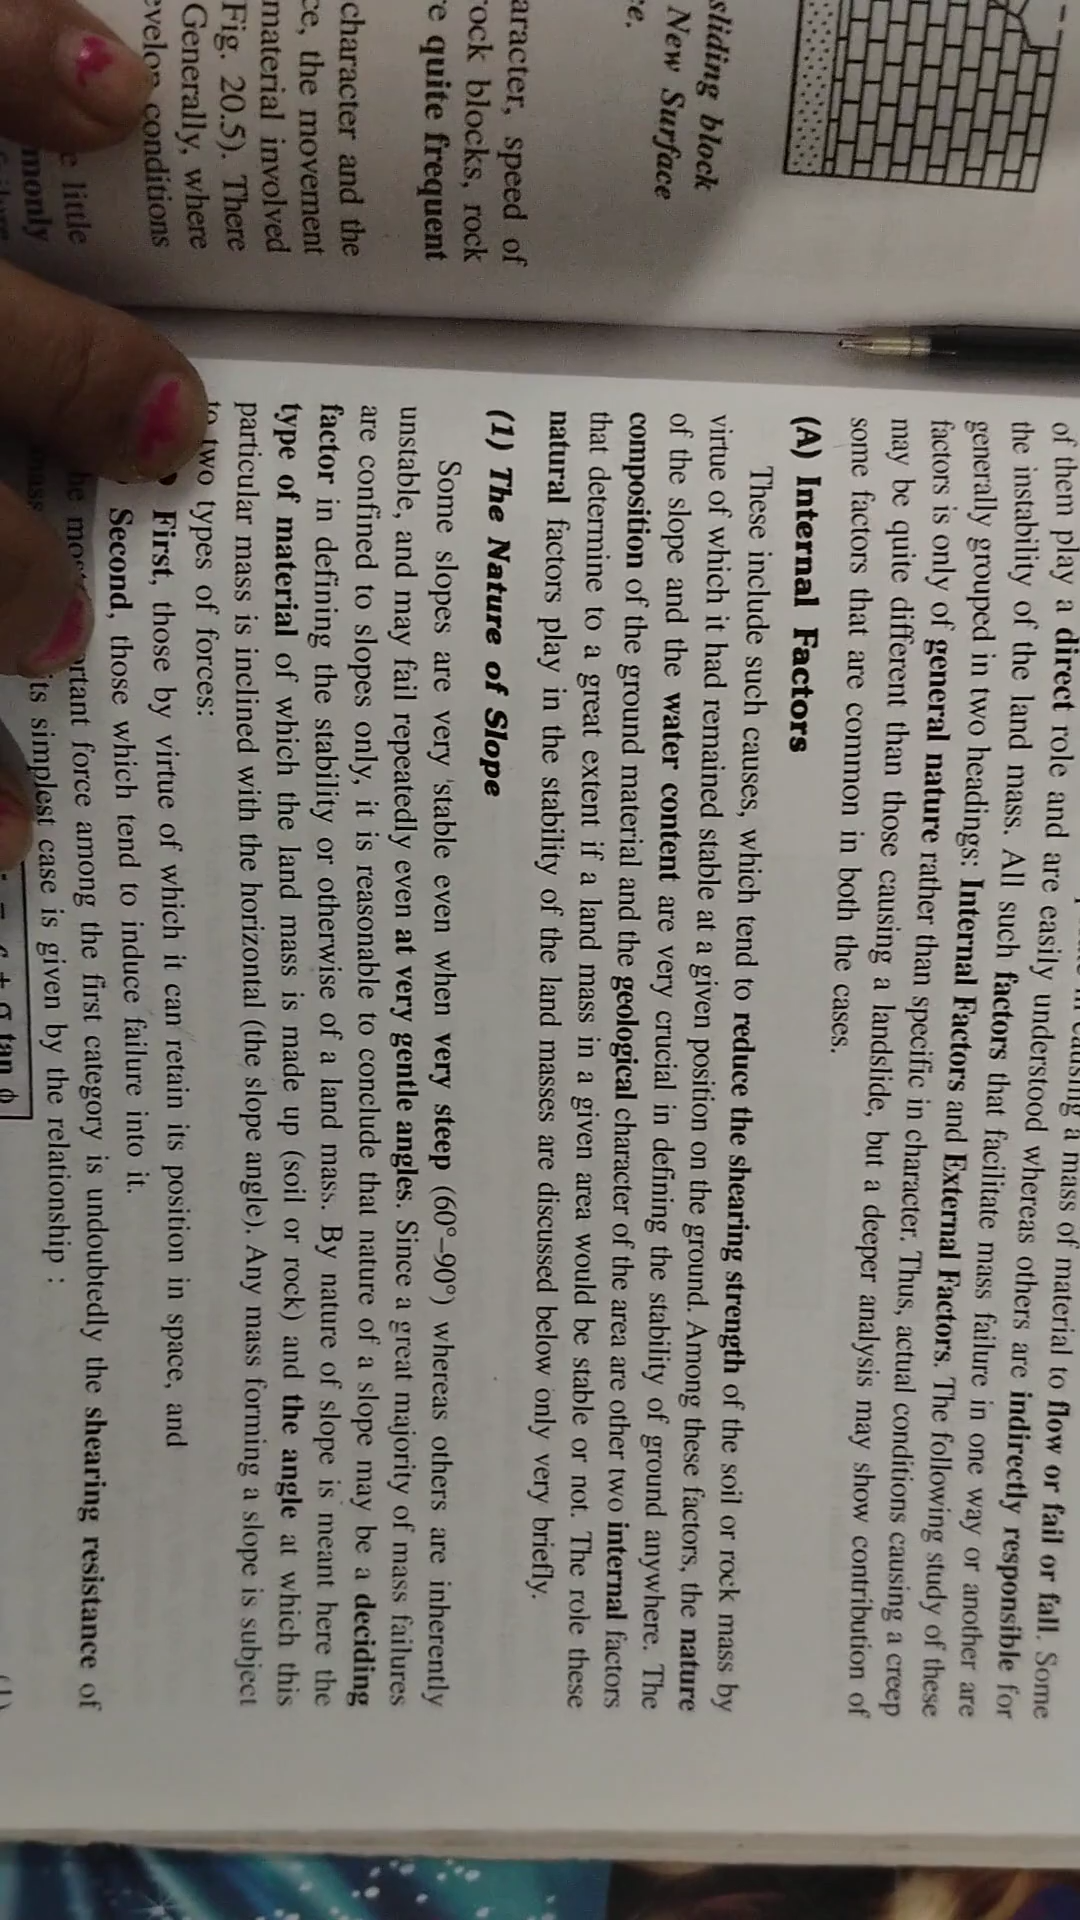 sliding block
New Surface
e.
aracter, speed of
rock blocks, rock
e quite frequent
character and the
ce, the movement
material involved
Fig. 20.5). There
Generally, where
evelop conditions
little
monly
causing a mass of material to flow or fail or fall. Some
of them play a direct role and are easily understood whereas others are indirectly responsible for
the instability of the land mass. All such factors that facilitate mass failure in one way or another are
generally grouped in two headings: Internal Factors and External Factors. The following study of these
factors is only of general nature rather than specific in character. Thus, actual conditions causing a creep
may be quite different than those causing a landslide, but a deeper analysis may show contribution of
some factors that are common in both the cases.
(A) Internal Factors
These include such causes, which tend to reduce the shearing strength of the soil or rock mass by
virtue of which it had remained stable at a given position on the ground. Among these factors, the nature
of the slope and the water content are very crucial in defining the stability of ground anywhere. The
composition of the ground material and the geological character of the area are other two internal factors
that determine to a great extent if a land mass in a given area would be stable or not. The role these
natural factors play in the stability of the land masses are discussed below only very briefly.
(1) The Nature of Slope
Some slopes are very stable even when very steep (60°–90°) whereas others are inherently
unstable, and may fail repeatedly even at very gentle angles. Since a great majority of mass failures
are confined to slopes only, it is reasonable to conclude that nature of a slope may be a deciding
factor in defining the stability or otherwise of a land mass. By nature of slope is meant here the
type of material of which the land mass is made up (soil or rock) and the angle at which this
particular mass is inclined with the horizontal (the slope angle). Any mass forming a slope is subject
to two types of forces:
• First, those by virtue of which it can retain its position in space, and
Second, those which tend to induce failure into it.
he most ortant force among the first category is undoubtedly the shearing resistance of
mass its simplest case is given by the relationship :
+ σ tan ϕ